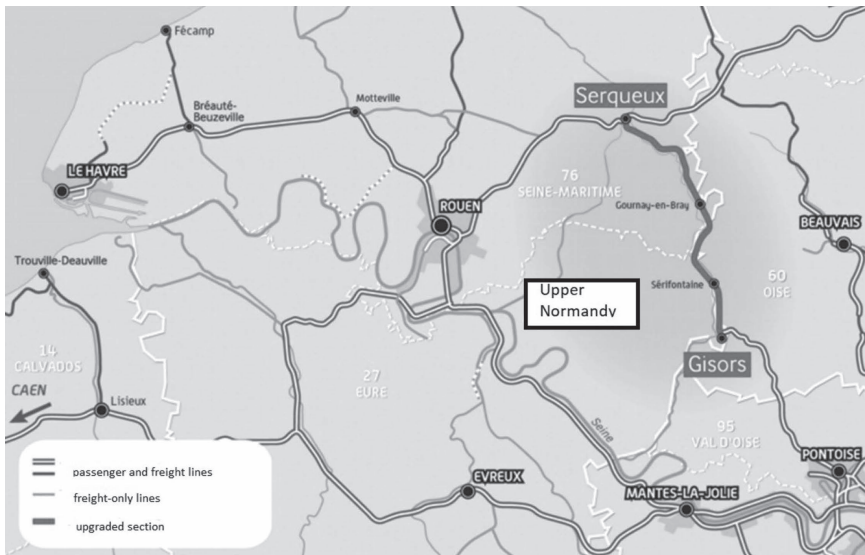 Fécamp
Bréauté-
Beuzeville
Motteville
Serqueux
LE HAVRE
76
SEINE-MARITIME
ROUEN
Gournay-en-Bray
BEAUVAIS
Trouville-Deauville
Sérifontaine
60
OISE
Upper
Normandy
14
CALVADOS
27
EURE
Gisors
CAEN
Lisieux
Seine
95
VAL D'OISE
PONTOISE
EVREUX
MANTES-LA-JOLIE
passenger and freight lines
freight-only lines
upgraded section